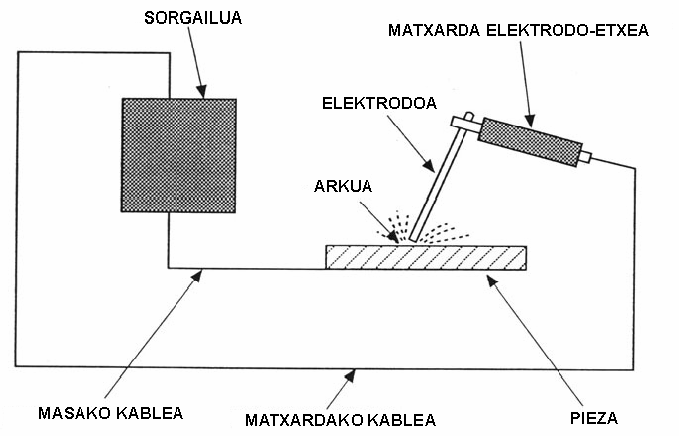 SORGAILUA
MATXARDA ELEKTRODO-ETXEA
ELEKTRODOA
ARKUA
MASAKO KABLEA
MATXARDAKO KABLEA
PIEZA